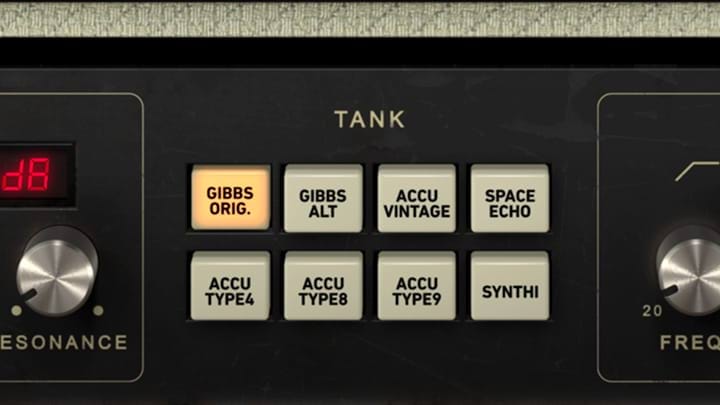 TANK
d8
GIBBS
ORIG.
GIBBS
ALT
ACCU
VINTAGE
SPACE
ECHO
ACCU
TYPE4
ACCU
TYPE8
ACCU
TYPE9
SYNTHI
20
ESONANCE
FREQ